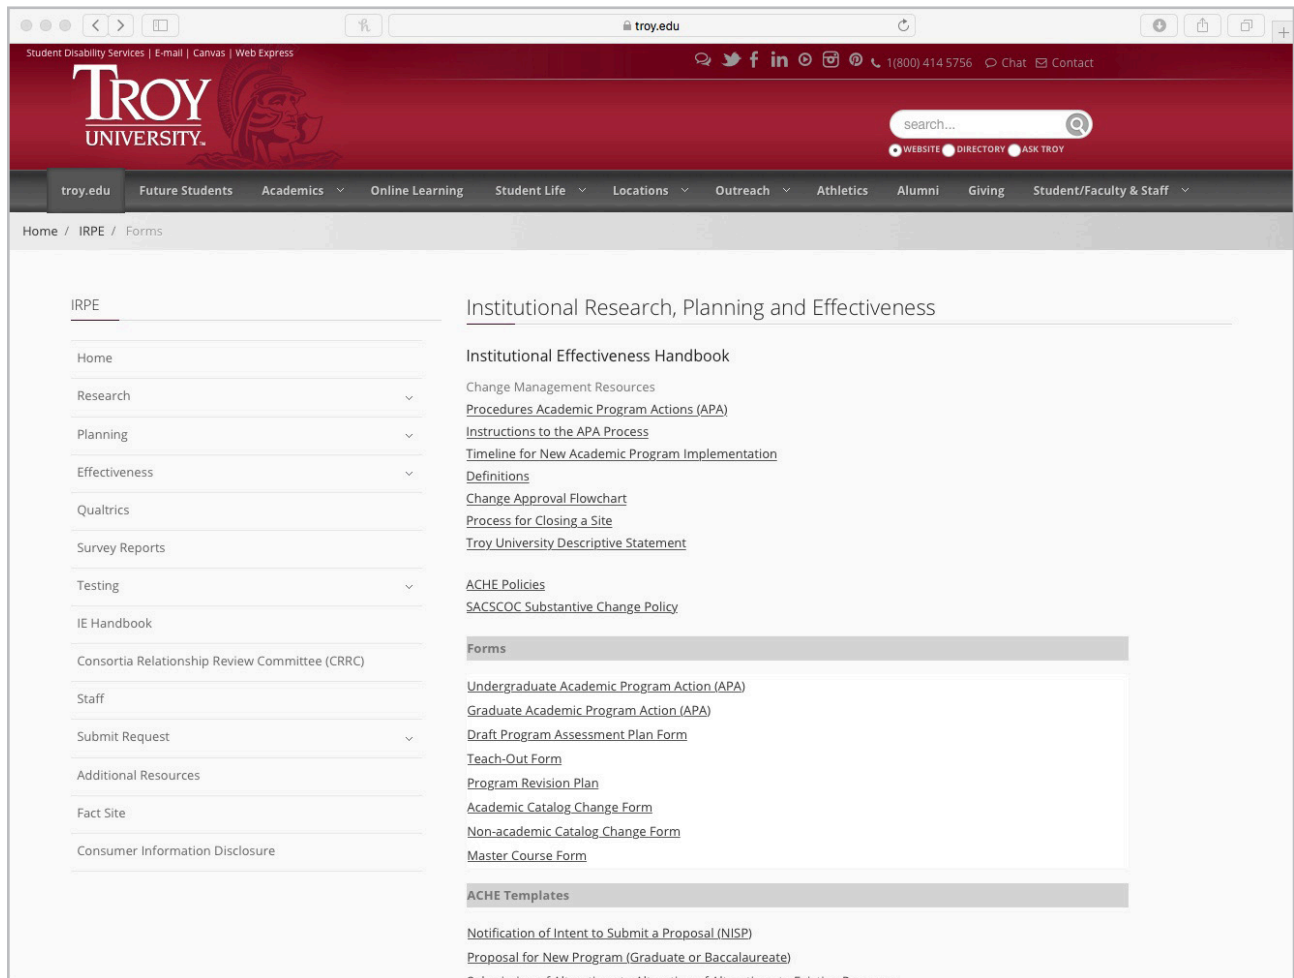 troy.edu
Student Disability Services | E-mail | Canvas | Web Express
1(800) 414 5756 Chat Contact
TROY
UNIVERSITY
search...
WEBSITE DIRECTORY ASK TROY
troy.edu Future Students Academics Online Learning Student Life Locations Outreach Athletics Alumni Giving Student/Faculty & Staff
Home / IRPE / Forms
IRPE
Home
Research
Planning
Effectiveness
Qualtrics
Survey Reports
Testing
IE Handbook
Consortia Relationship Review Committee (CRRC)
Staff
Submit Request
Additional Resources
Fact Site
Consumer Information Disclosure
Institutional Research, Planning and Effectiveness
Institutional Effectiveness Handbook
Change Management Resources
Procedures Academic Program Actions (APA)
Instructions to the APA Process
Timeline for New Academic Program Implementation
Definitions
Change Approval Flowchart
Process for Closing a Site
Troy University Descriptive Statement
ACHE Policies
SACSCOC Substantive Change Policy
Forms
Undergraduate Academic Program Action (APA)
Graduate Academic Program Action (APA)
Draft Program Assessment Plan Form
Teach-Out Form
Program Revision Plan
Academic Catalog Change Form
Non-academic Catalog Change Form
Master Course Form
ACHE Templates
Notification of Intent to Submit a Proposal (NISP)
Proposal for New Program (Graduate or Baccalaureate)